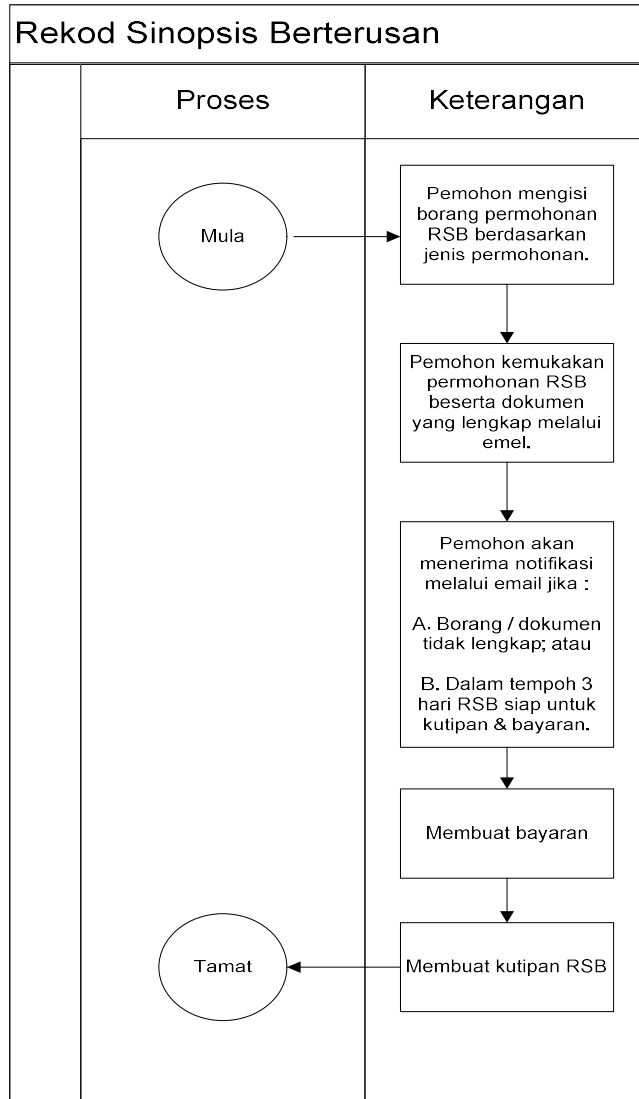 Rekod Sinopsis Berterusan
Proses
Keterangan
Mula
Pemohon mengisi
borang permohonan
RSB berdasarkan
jenis permohonan.
Pemohon kemukakan
permohonan RSB
beserta dokumen
yang lengkap melalui
emel.
Pemohon akan
menerima notifikasi
melalui email jika :
A. Borang / dokumen
tidak lengkap; atau
B. Dalam tempoh 3
hari RSB siap untuk
kutipan & bayaran.
Membuat bayaran
Membuat kutipan RSB
Tamat